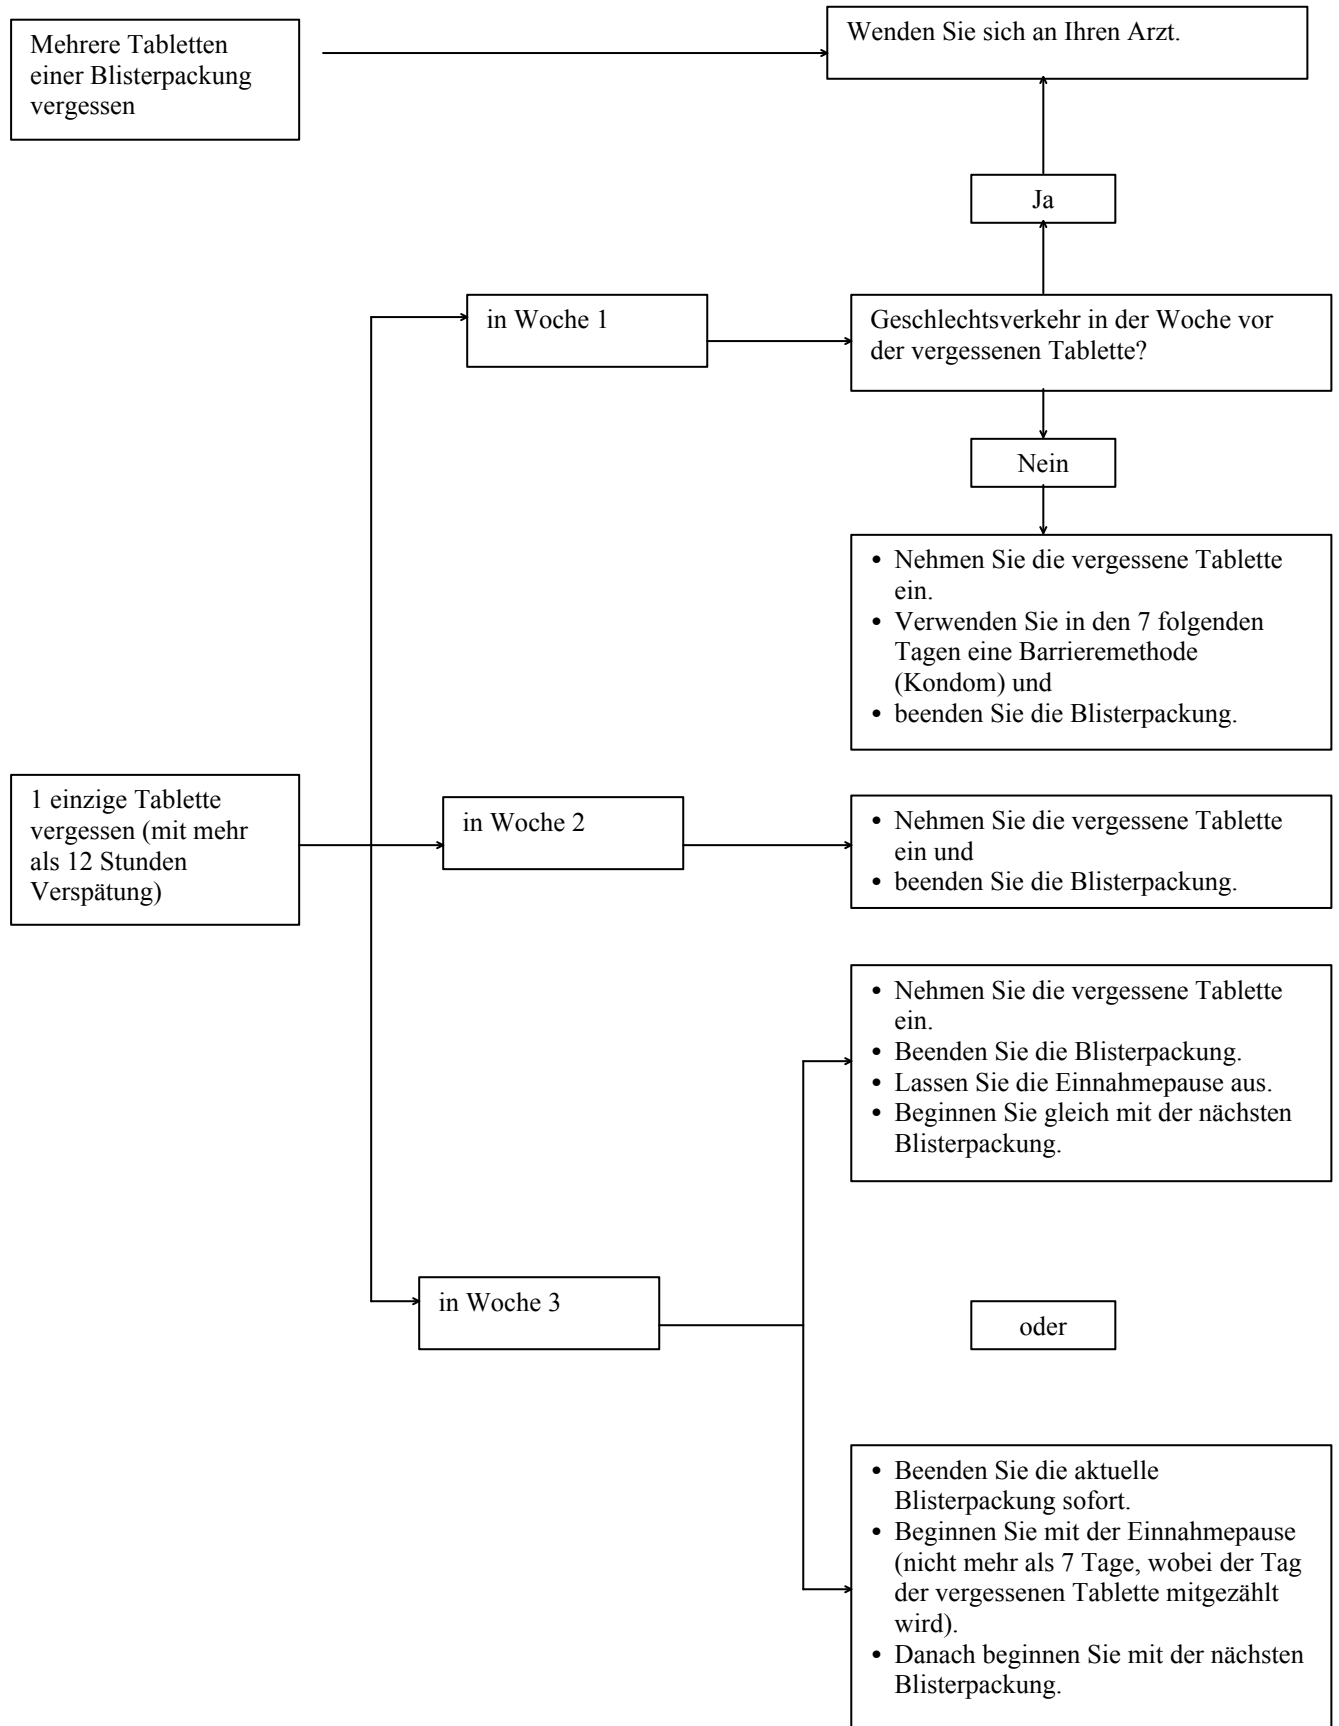 Mehrere Tabletten
einer Blisterpackung
vergessen
Wenden Sie sich an Ihren Arzt.
Ja
in Woche 1
Geschlechtsverkehr in der Woche vor
der vergessenen Tablette?
Nein
• Nehmen Sie die vergessene Tablette
ein.
• Verwenden Sie in den 7 folgenden
Tagen eine Barrieremethode
(Kondom) und
• beenden Sie die Blisterpackung.
1 einzige Tablette
vergessen (mit mehr
als 12 Stunden
Verspätung)
in Woche 2
• Nehmen Sie die vergessene Tablette
ein und
• beenden Sie die Blisterpackung.
• Nehmen Sie die vergessene Tablette
ein.
• Beenden Sie die Blisterpackung.
• Lassen Sie die Einnahmepause aus.
• Beginnen Sie gleich mit der nächsten
Blisterpackung.
in Woche 3
oder
• Beenden Sie die aktuelle
Blisterpackung sofort.
• Beginnen Sie mit der Einnahmepause
(nicht mehr als 7 Tage, wobei der Tag
der vergessenen Tablette mitgezählt
wird).
• Danach beginnen Sie mit der nächsten
Blisterpackung.